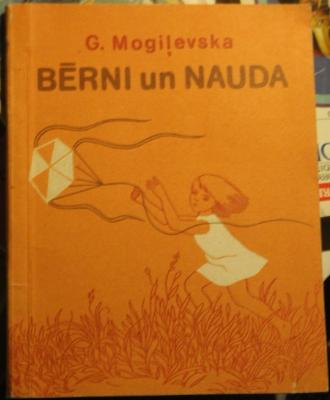 G. Mogiļevska
BĒRNI un NAUDA